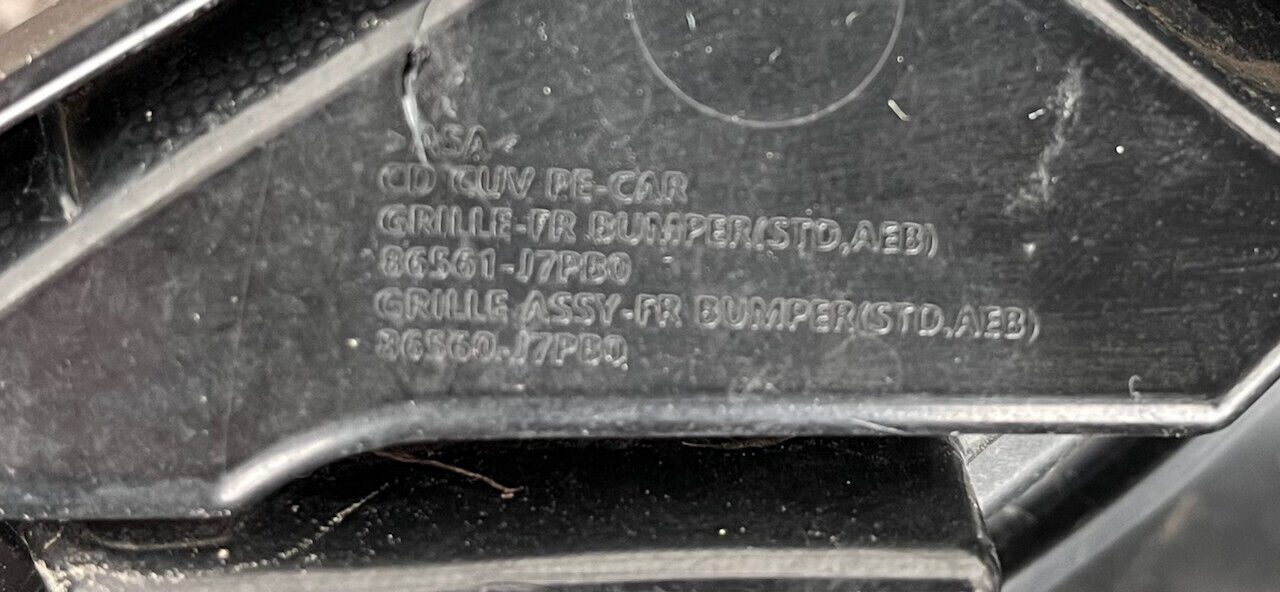 >ASA<
CD CUV PE-CAR
GRILLE-FR BUMPER(STD,AEB)
86561-J7PB0
GRILLE ASSY-FR BUMPER(STD,AEB)
86560-J7PB0